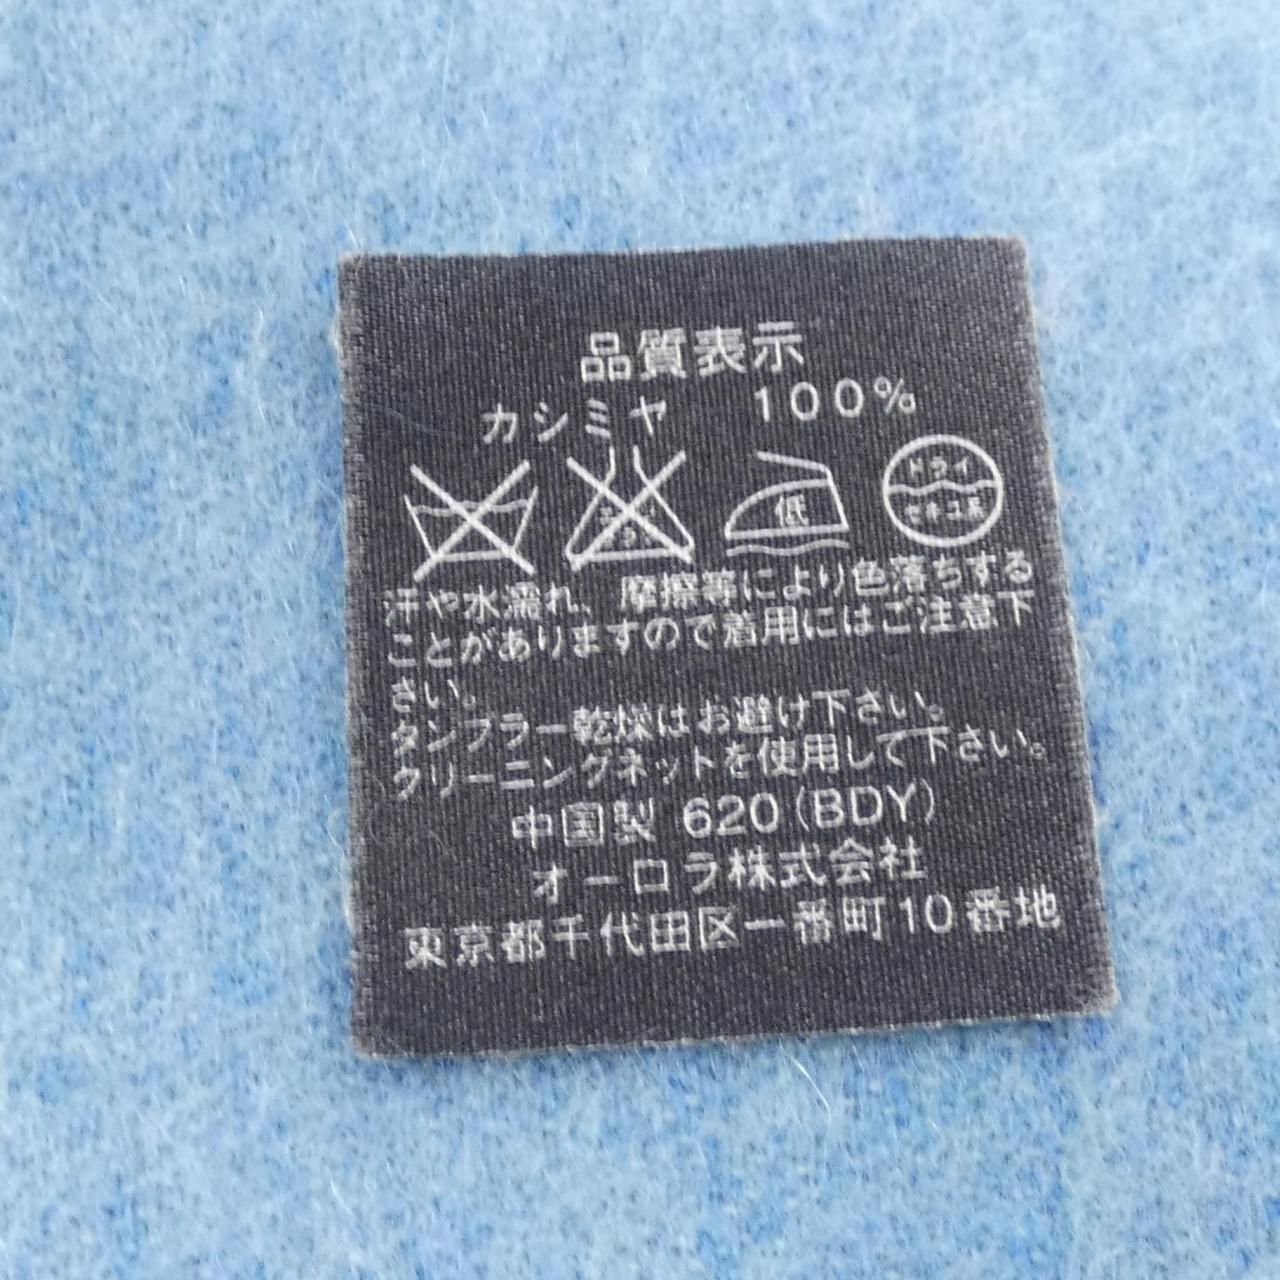 品質表示
カシミヤ 100%
低
ドライ
セキユ系
汗や水濡れ、摩擦等により色落ちする
ことがありますので着用にはご注意下
さい。
タンブラー乾燥はお避け下さい。
クリーニングネットを使用して下さい。
中国製 620(BDY)
オーロラ株式会社
東京都千代田区一番町10番地